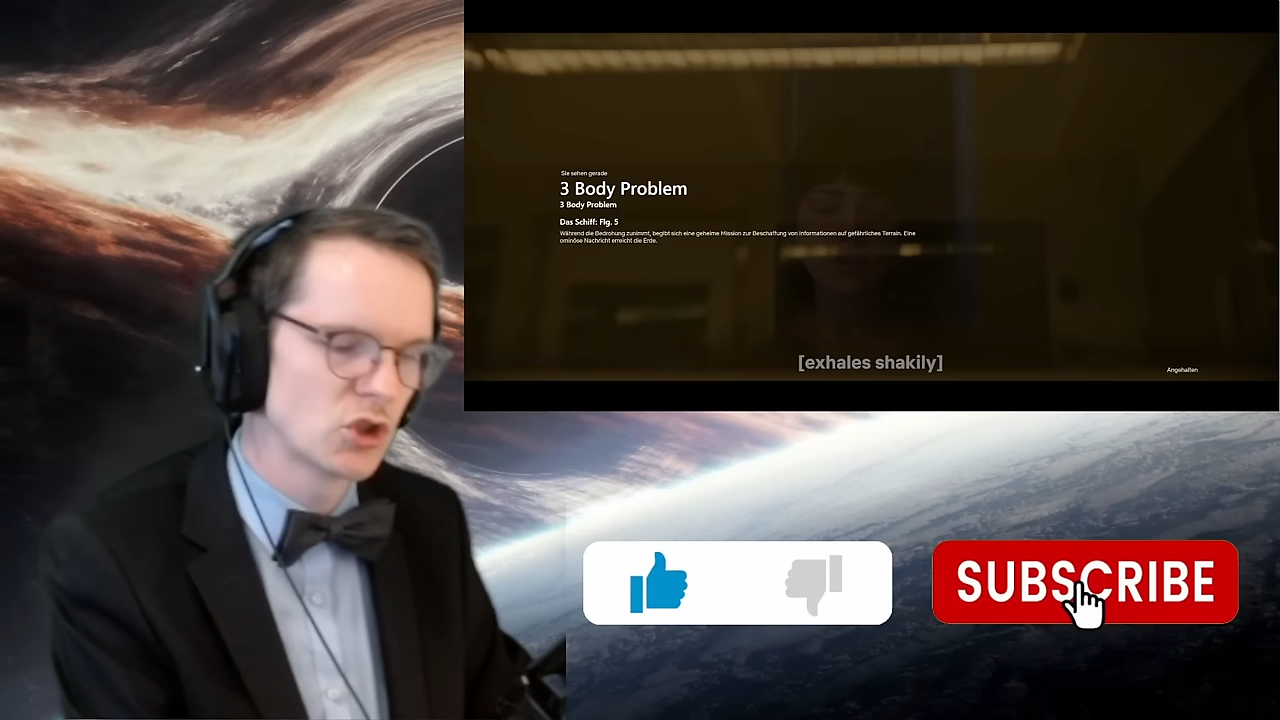 Sie sehen gerade
3 Body Problem
3 Body Problem
Das Schiff: Flg. 5
Während die Bedrohung zunimmt, begibt sich eine geheime Mission zur Beschaffung von Informationen auf gefährliches Terrain. Eine
ominöse Nachricht erreicht die Erde.
[exhales shakily]
Angehalten
SUBSCRIBE